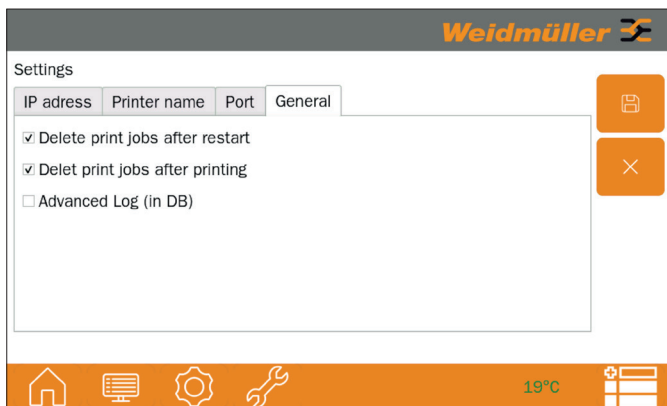 Weidmüller
Settings
IP adress Printer name Port General
Delete print jobs after restart
Delet print jobs after printing
Advanced Log (in DB)
19°C